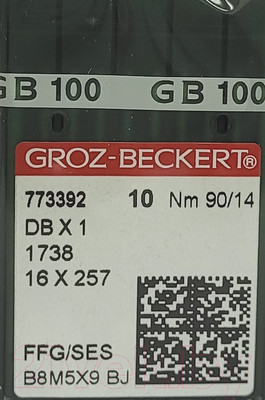 GB 100 GB 100
GROZ-BECKERT®
773392 10 Nm 90/14
DB X 1
1738
16 X 257
FFG/SES
B8M5X9 BJ